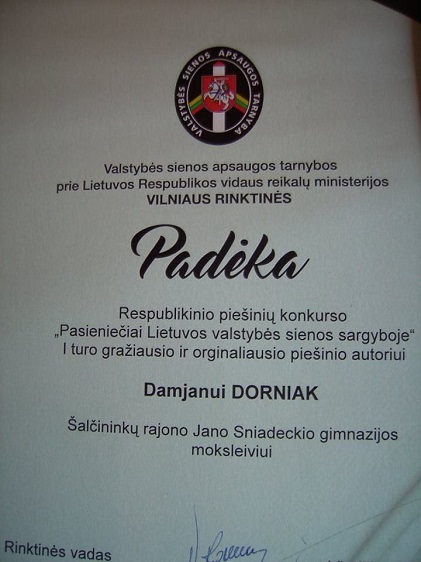 VALSTYBĖS SIENOS APSAUGOS TARNYBA
Valstybės sienos apsaugos tarnybos
prie Lietuvos Respublikos vidaus reikalų ministerijos
VILNIAUS RINKTINĖS
Padėka
Respublikinio piešinių konkurso
„Pasieniečiai Lietuvos valstybės sienos sargyboje“
I turo gražiausio ir orginaliausio piešinio autoriui
Damjanui DORNIAK
Šalčininkų rajono Jano Sniadeckio gimnazijos
moksleiviui
Rinktinės vadas